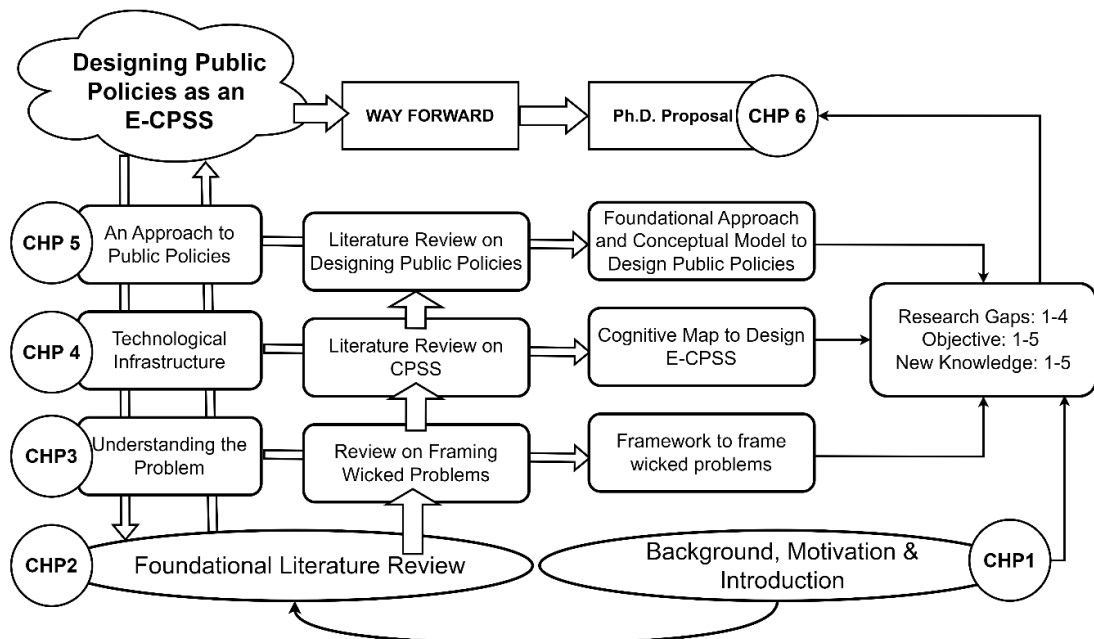 Designing Public
Policies as an
E-CPSS
WAY FORWARD
Ph.D. Proposal
CHP 6
CHP 5
An Approach to
Public Policies
Literature Review on
Designing Public Policies
Foundational Approach
and Conceptual Model to
Design Public Policies
CHP 4
Technological
Infrastructure
Literature Review on
CPSS
Cognitive Map to Design
E-CPSS
Research Gaps: 1-4
Objective: 1-5
New Knowledge: 1-5
CHP3
Understanding the
Problem
Review on Framing
Wicked Problems
Framework to frame
wicked problems
CHP2
Foundational Literature Review
Background, Motivation &
Introduction
CHP1